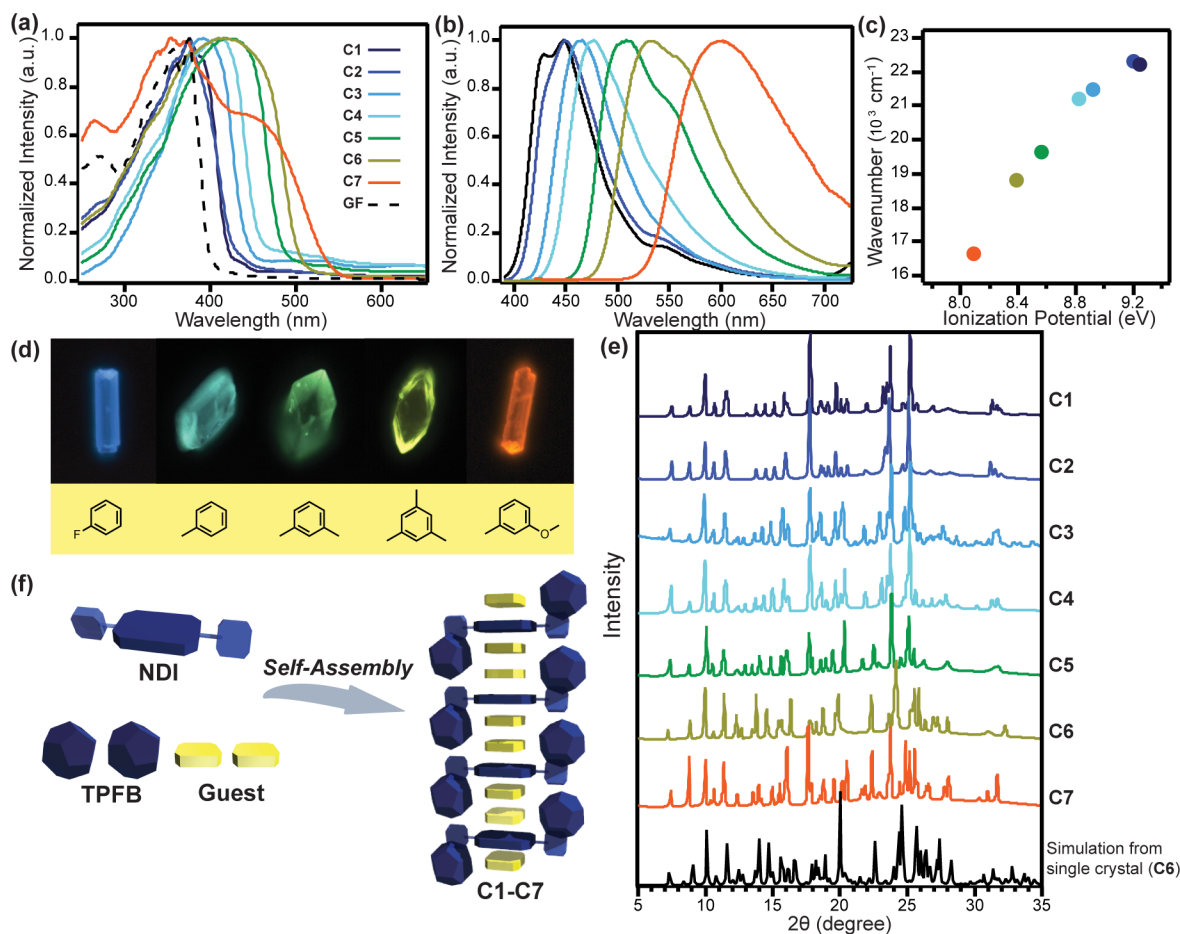 (a)
Normalized Intensity (a.u.)
1.0
0.8
0.6
0.4
0.2
0.0
300
400
500
600
Wavelength (nm)
C1
C2
C3
C4
C5
C6
C7
GF
(b)
Normalized Intensity (a.u.)
1.0
0.8
0.6
0.4
0.2
0.0
400
450
500
550
600
650
700
Wavelength (nm)
(c)
Wavenumber (10³ cm⁻¹)
23
22
21
20
19
18
17
16
8.0
8.4
8.8
9.2
Ionization Potential (eV)
(d)
F
O
(e)
Intensity
C1
C2
C3
C4
C5
C6
C7
Simulation from
single crystal (C6)
5
10
15
20
25
30
35
2θ (degree)
(f)
NDI
Self-Assembly
TPFB
Guest
C1-C7